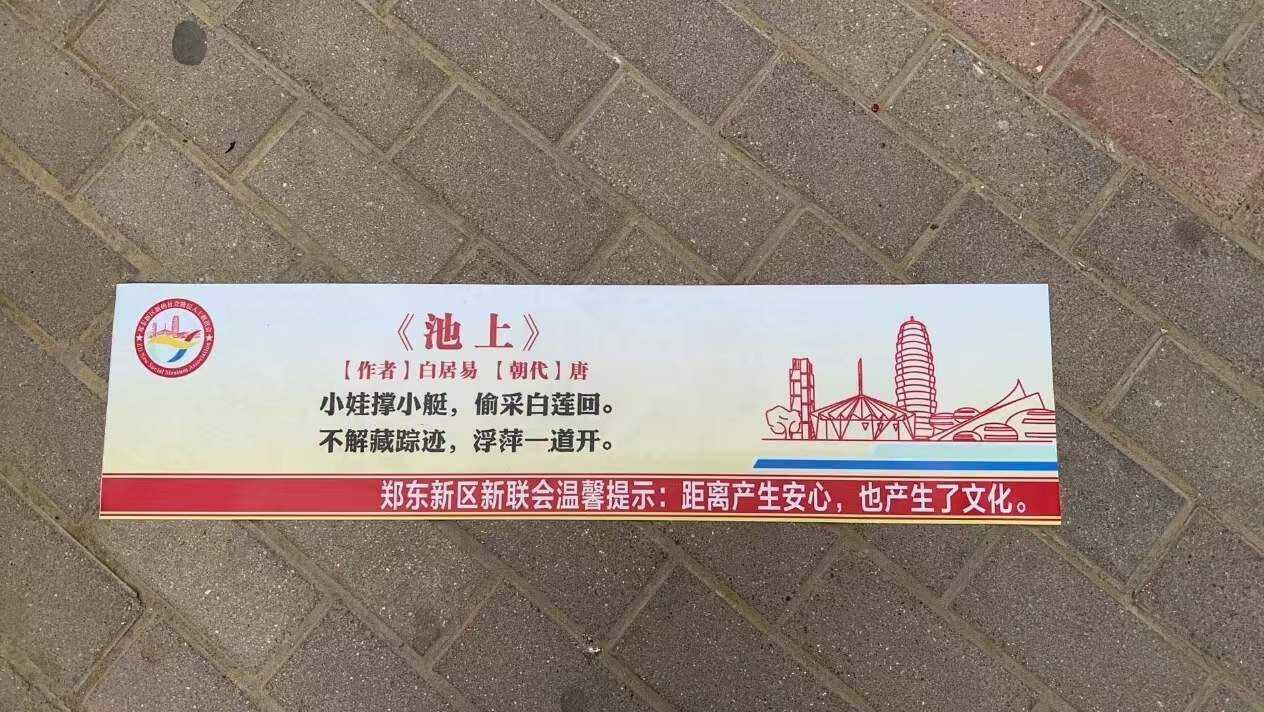 《池上》
【作者】白居易 【朝代】唐
小娃撑小艇，偷采白莲回。
不解藏踪迹，浮萍一道开。
郑东新区新联会温馨提示：距离产生安心，也产生了文化。